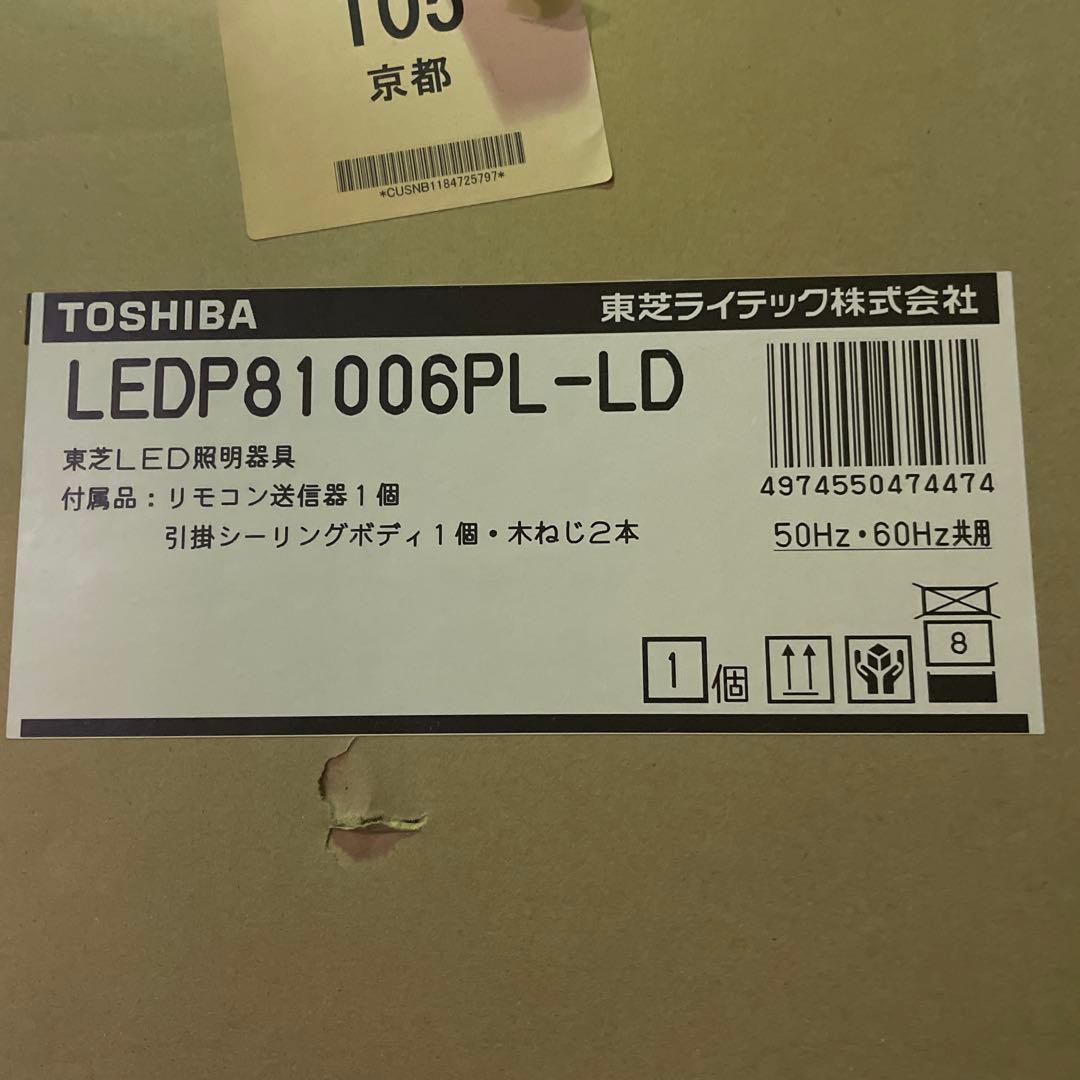 105
京都
*CUSNB1184725797*
TOSHIBA 東芝ライテック株式会社
LEDP81006PL-LD
東芝LED照明器具
付属品：リモコン送信器1個
引掛シーリングボディ1個・木ねじ2本
4974550474474
50Hz・60Hz共用
8
1個